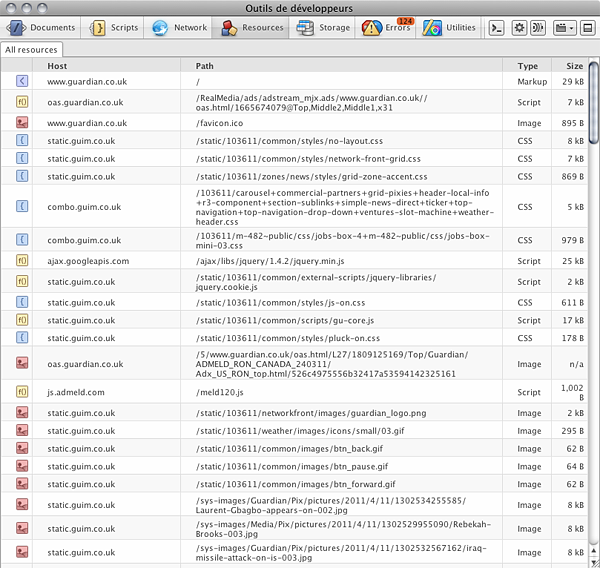 Outils de développeurs
Documents Scripts Network Resources Storage 124 Errors Utilities
All resources
Host Path Type Size
www.guardian.co.uk / Markup 29 kB
oas.guardian.co.uk /RealMedia/ads/adstream_mjx.ads/www.guardian.co.uk//
oas.html/1665674079@Top,Middle2,Middle1,x31 Script 7 kB
www.guardian.co.uk /favicon.ico Image 895 B
static.guim.co.uk /static/103611/common/styles/no-layout.css CSS 8 kB
static.guim.co.uk /static/103611/common/styles/network-front-grid.css CSS 7 kB
static.guim.co.uk /static/103611/zones/news/styles/grid-zone-accent.css CSS 869 B
combo.guim.co.uk /103611/carousel+commercial-partners+grid-pixies+header-local-info
+r3-component+section-sublinks+simple-news-direct+ticker+top-
navigation+top-navigation-drop-down+ventures-slot-machine+weather-
header.css CSS 5 kB
combo.guim.co.uk /103611/m-482~public/css/jobs-box-4+m-482~public/css/jobs-box-
mini-03.css CSS 979 B
ajax.googleapis.com /ajax/libs/jquery/1.4.2/jquery.min.js Script 25 kB
static.guim.co.uk /static/103611/common/external-scripts/jquery-libraries/
jquery.cookie.js Script 2 kB
static.guim.co.uk /static/103611/common/styles/js-on.css CSS 611 B
static.guim.co.uk /static/103611/common/scripts/gu-core.js Script 17 kB
static.guim.co.uk /static/103611/common/styles/pluck-on.css CSS 178 B
oas.guardian.co.uk /5/www.guardian.co.uk/oas.html/L27/1809125169/Top/Guardian/
ADMELD_RON_CANADA_240311/
Adx_US_RON_top.html/526c4975556b32417a53594142325161 Image n/a
js.admeld.com /meld120.js Script 1,002 B
static.guim.co.uk /static/103611/networkfront/images/guardian_logo.png Image 2 kB
static.guim.co.uk /static/103611/weather/images/icons/small/03.gif Image 295 B
static.guim.co.uk /static/103611/common/images/btn_back.gif Image 62 B
static.guim.co.uk /static/103611/common/images/btn_pause.gif Image 64 B
static.guim.co.uk /static/103611/common/images/btn_forward.gif Image 62 B
static.guim.co.uk /sys-images/Guardian/Pix/pictures/2011/4/11/1302534255585/
Laurent-Gbagbo-appears-on-002.jpg Image 8 kB
static.guim.co.uk /sys-images/Media/Pix/pictures/2011/4/11/1302529955090/Rebekah-
Brooks-003.jpg Image 8 kB
static.guim.co.uk /sys-images/Guardian/Pix/pictures/2011/4/11/1302532567162/iraq-
missile-attack-on-is-003.jpg Image 8 kB